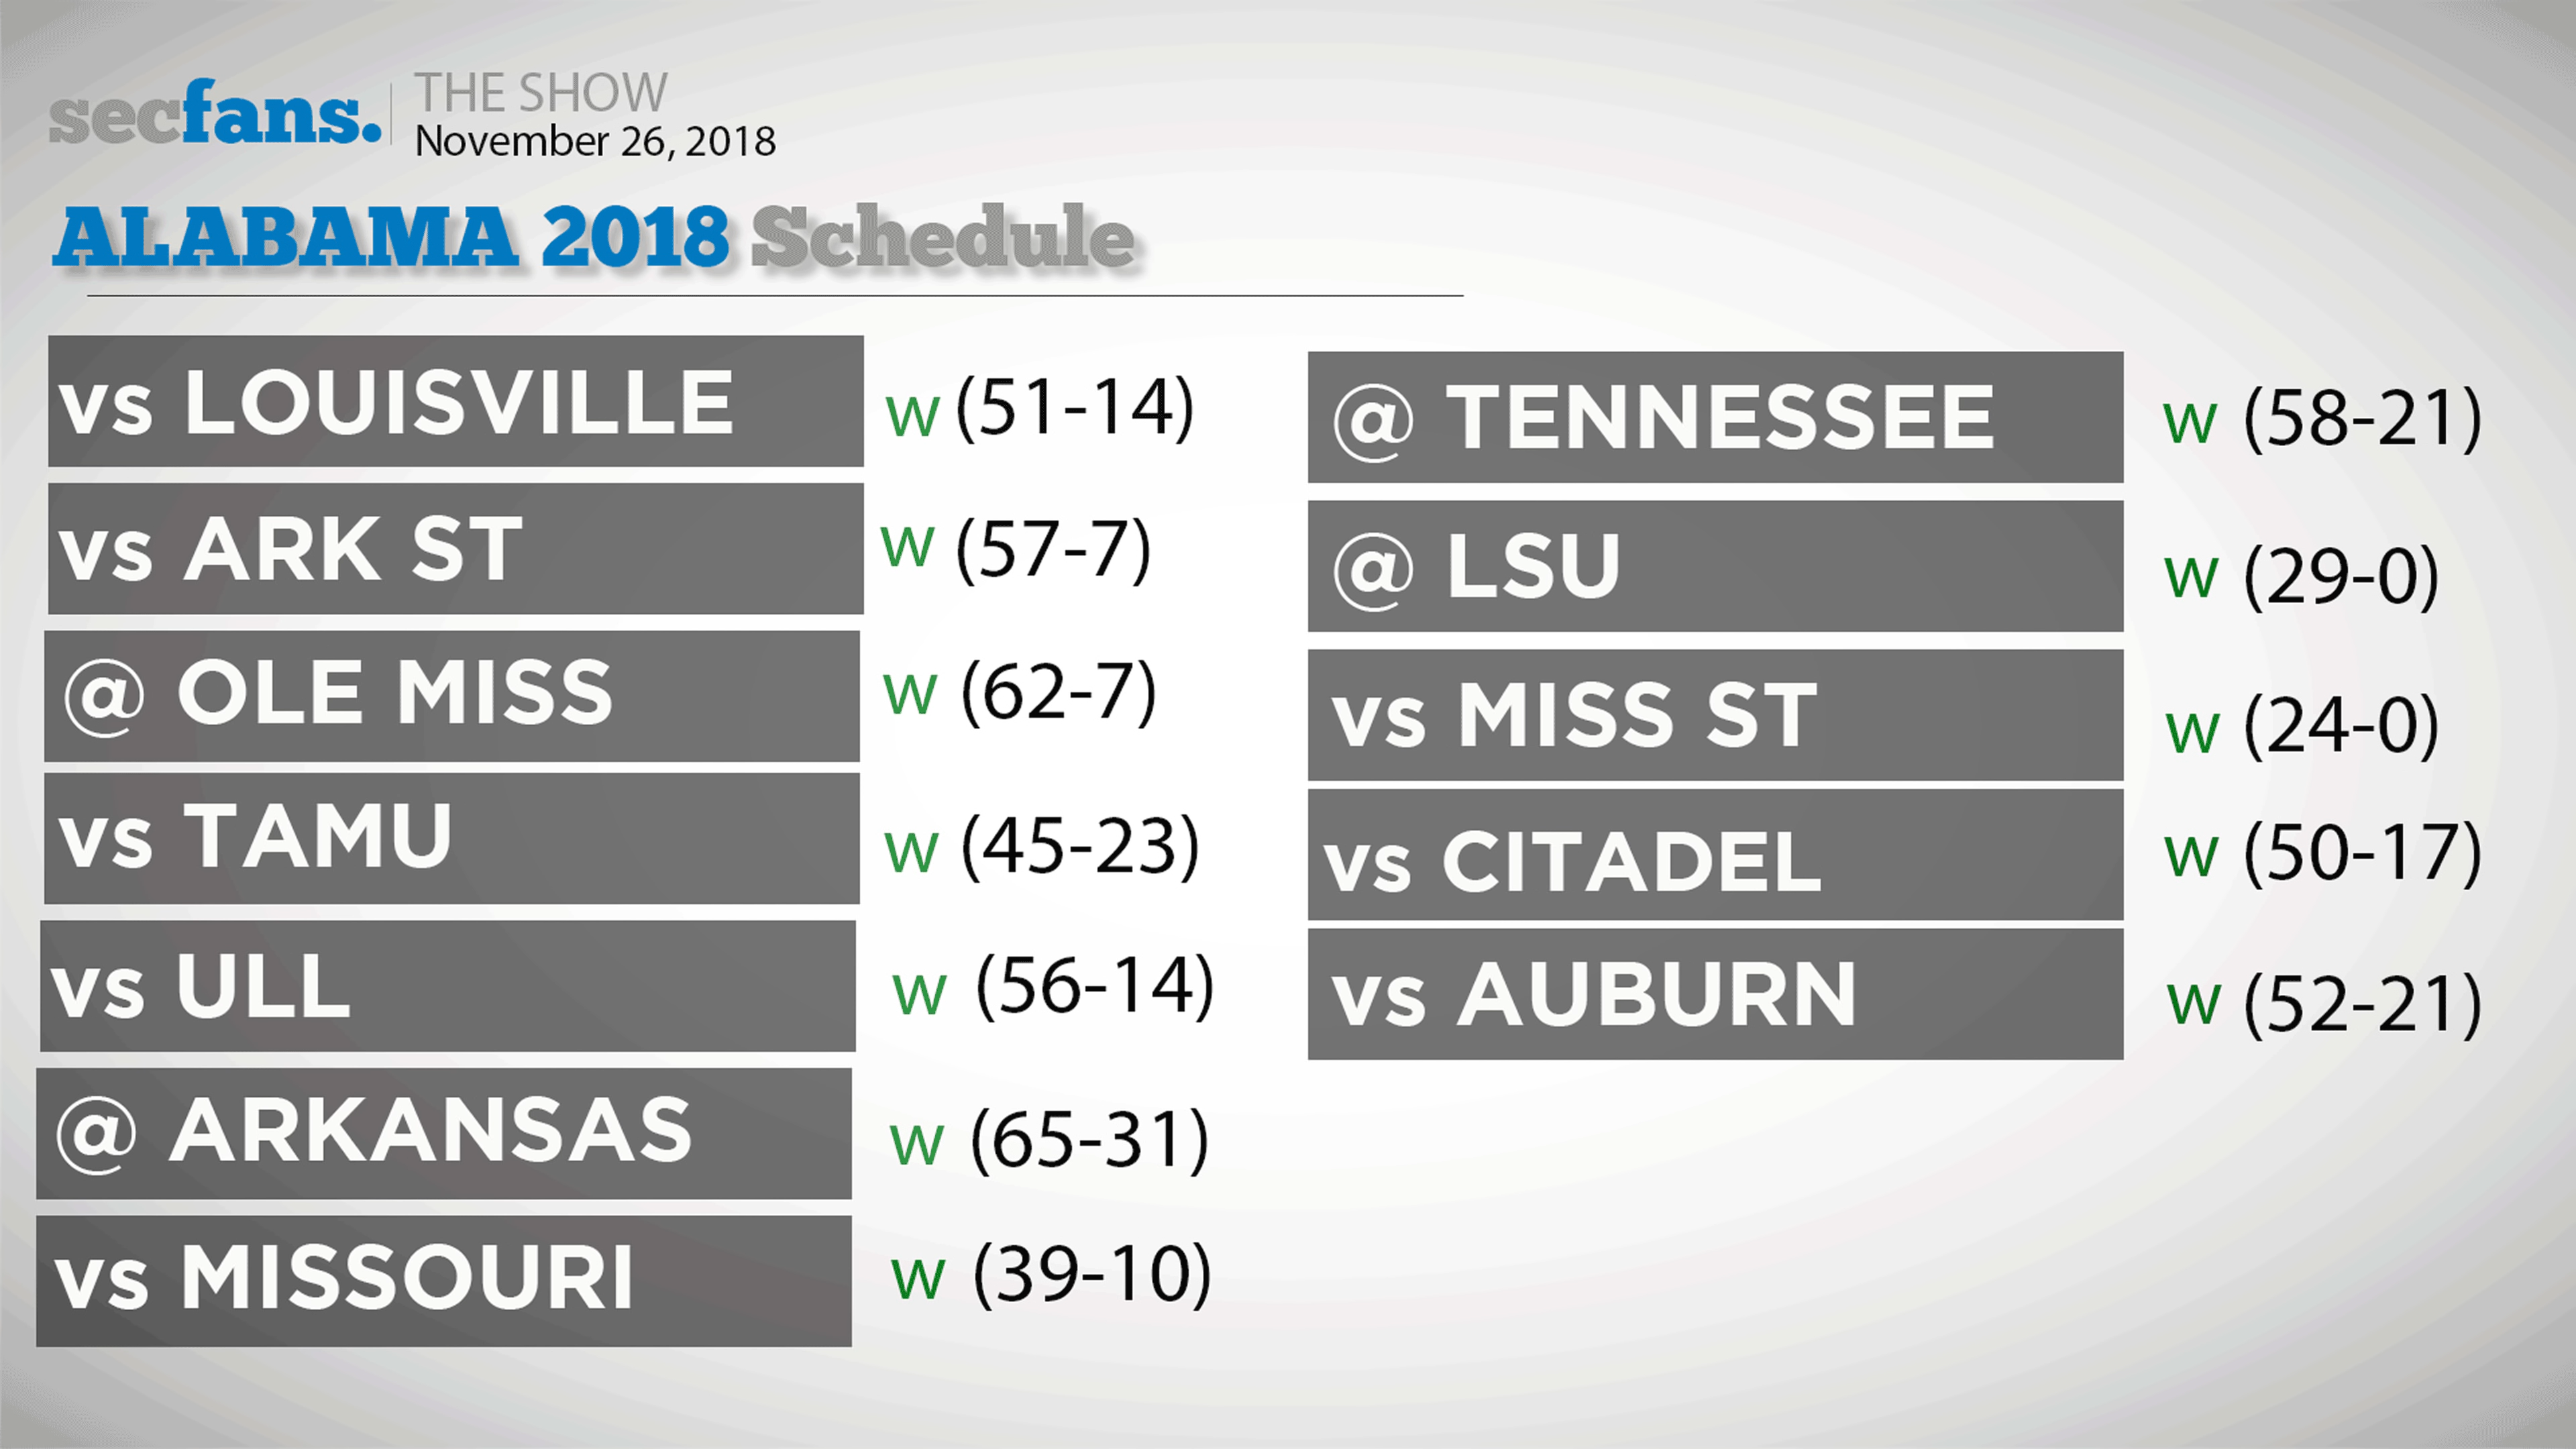 secfans.
THE SHOW
November 26, 2018
ALABAMA 2018 Schedule
vs LOUISVILLE W (51-14)
vs ARK ST W (57-7)
@ OLE MISS W (62-7)
vs TAMU W (45-23)
vs ULL W (56-14)
@ ARKANSAS W (65-31)
vs MISSOURI W (39-10)
@ TENNESSEE W (58-21)
@ LSU W (29-0)
vs MISS ST W (24-0)
vs CITADEL W (50-17)
vs AUBURN W (52-21)